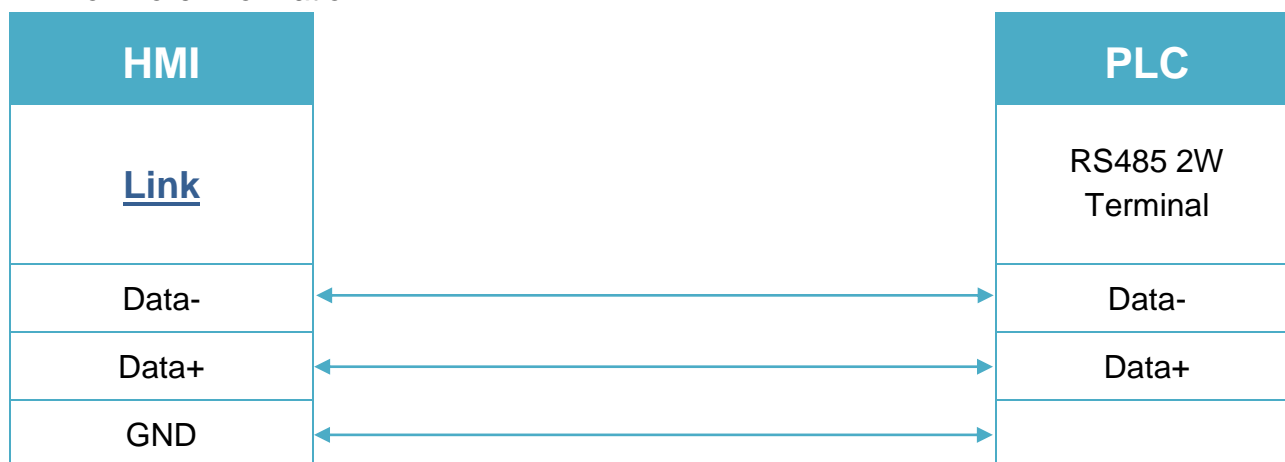 HMI
PLC
Link
RS485 2W
Terminal
Data-
Data-
Data+
Data+
GND